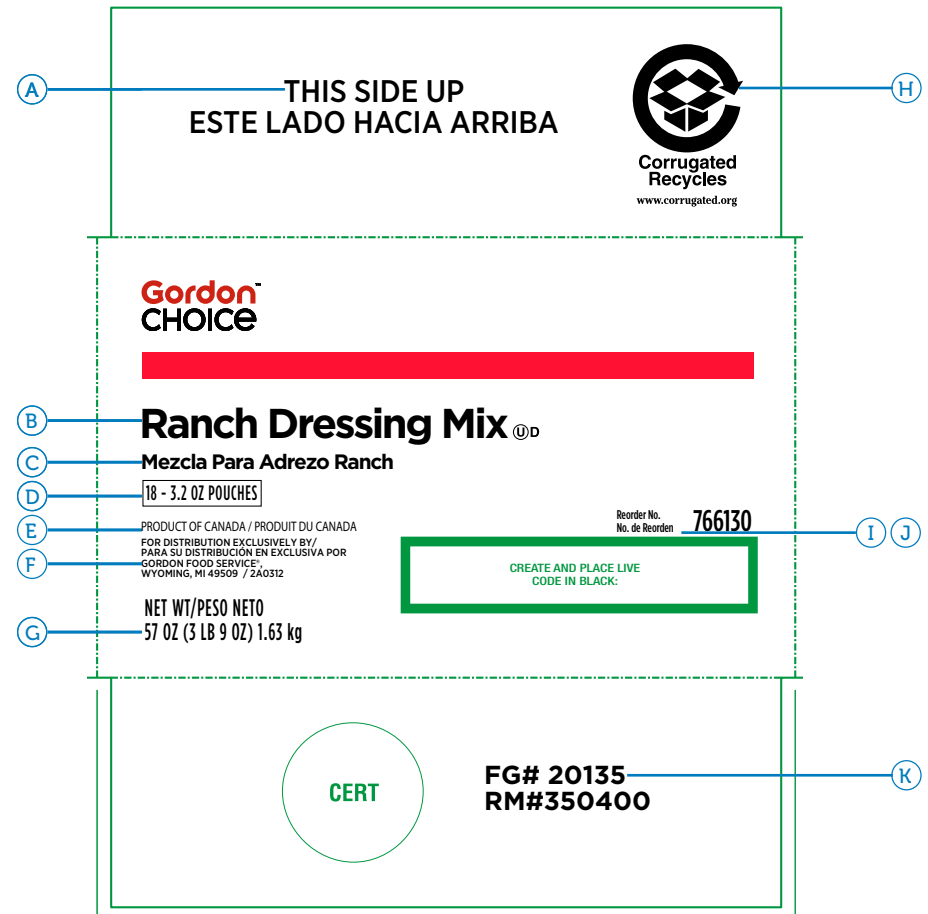 A
THIS SIDE UP
ESTE LADO HACIA ARRIBA
H
Corrugated
Recycles
www.corrugated.org
Gordon™
CHOICe
B
Ranch Dressing Mix ⓊD
C
Mezcla Para Adrezo Ranch
D
18 - 3.2 OZ POUCHES
E
PRODUCT OF CANADA / PRODUIT DU CANADA
F
FOR DISTRIBUTION EXCLUSIVELY BY/
PARA SU DISTRIBUCIÓN EN EXCLUSIVA POR
GORDON FOOD SERVICE®,
WYOMING, MI 49509 / 2A0312
Reorder No.
No. de Reorden
766130
I J
CREATE AND PLACE LIVE
CODE IN BLACK:
NET WT/PESO NETO
G
57 OZ (3 LB 9 OZ) 1.63 kg
CERT
FG# 20135
K
RM#350400